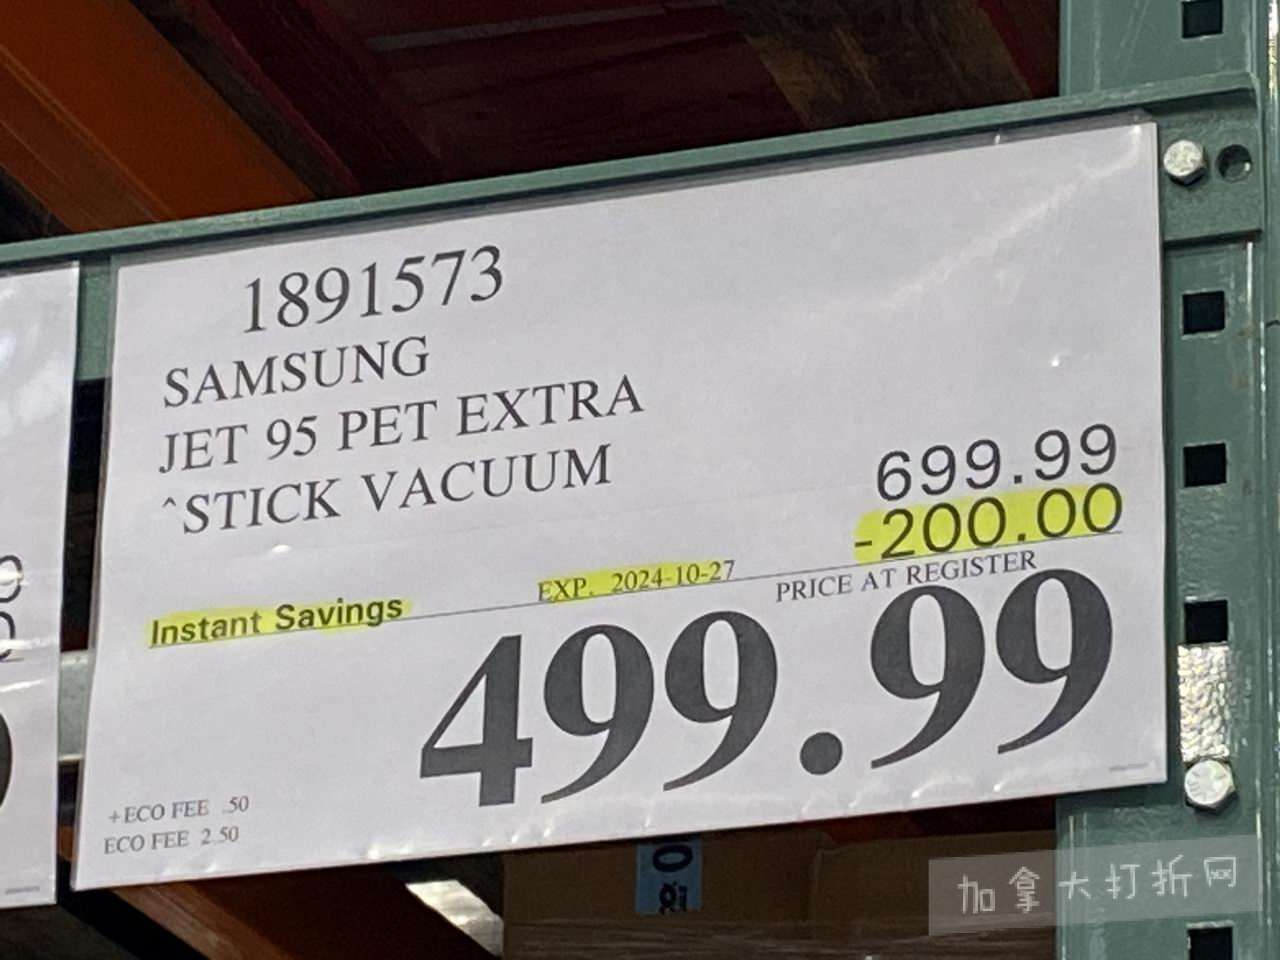 1891573
SAMSUNG
JET 95 PET EXTRA
^STICK VACUUM
699.99
-200.00
Instant Savings EXP. 2024-10-27 PRICE AT REGISTER
499.99
+ECO FEE .50
ECO FEE 2.50
加拿大打折网